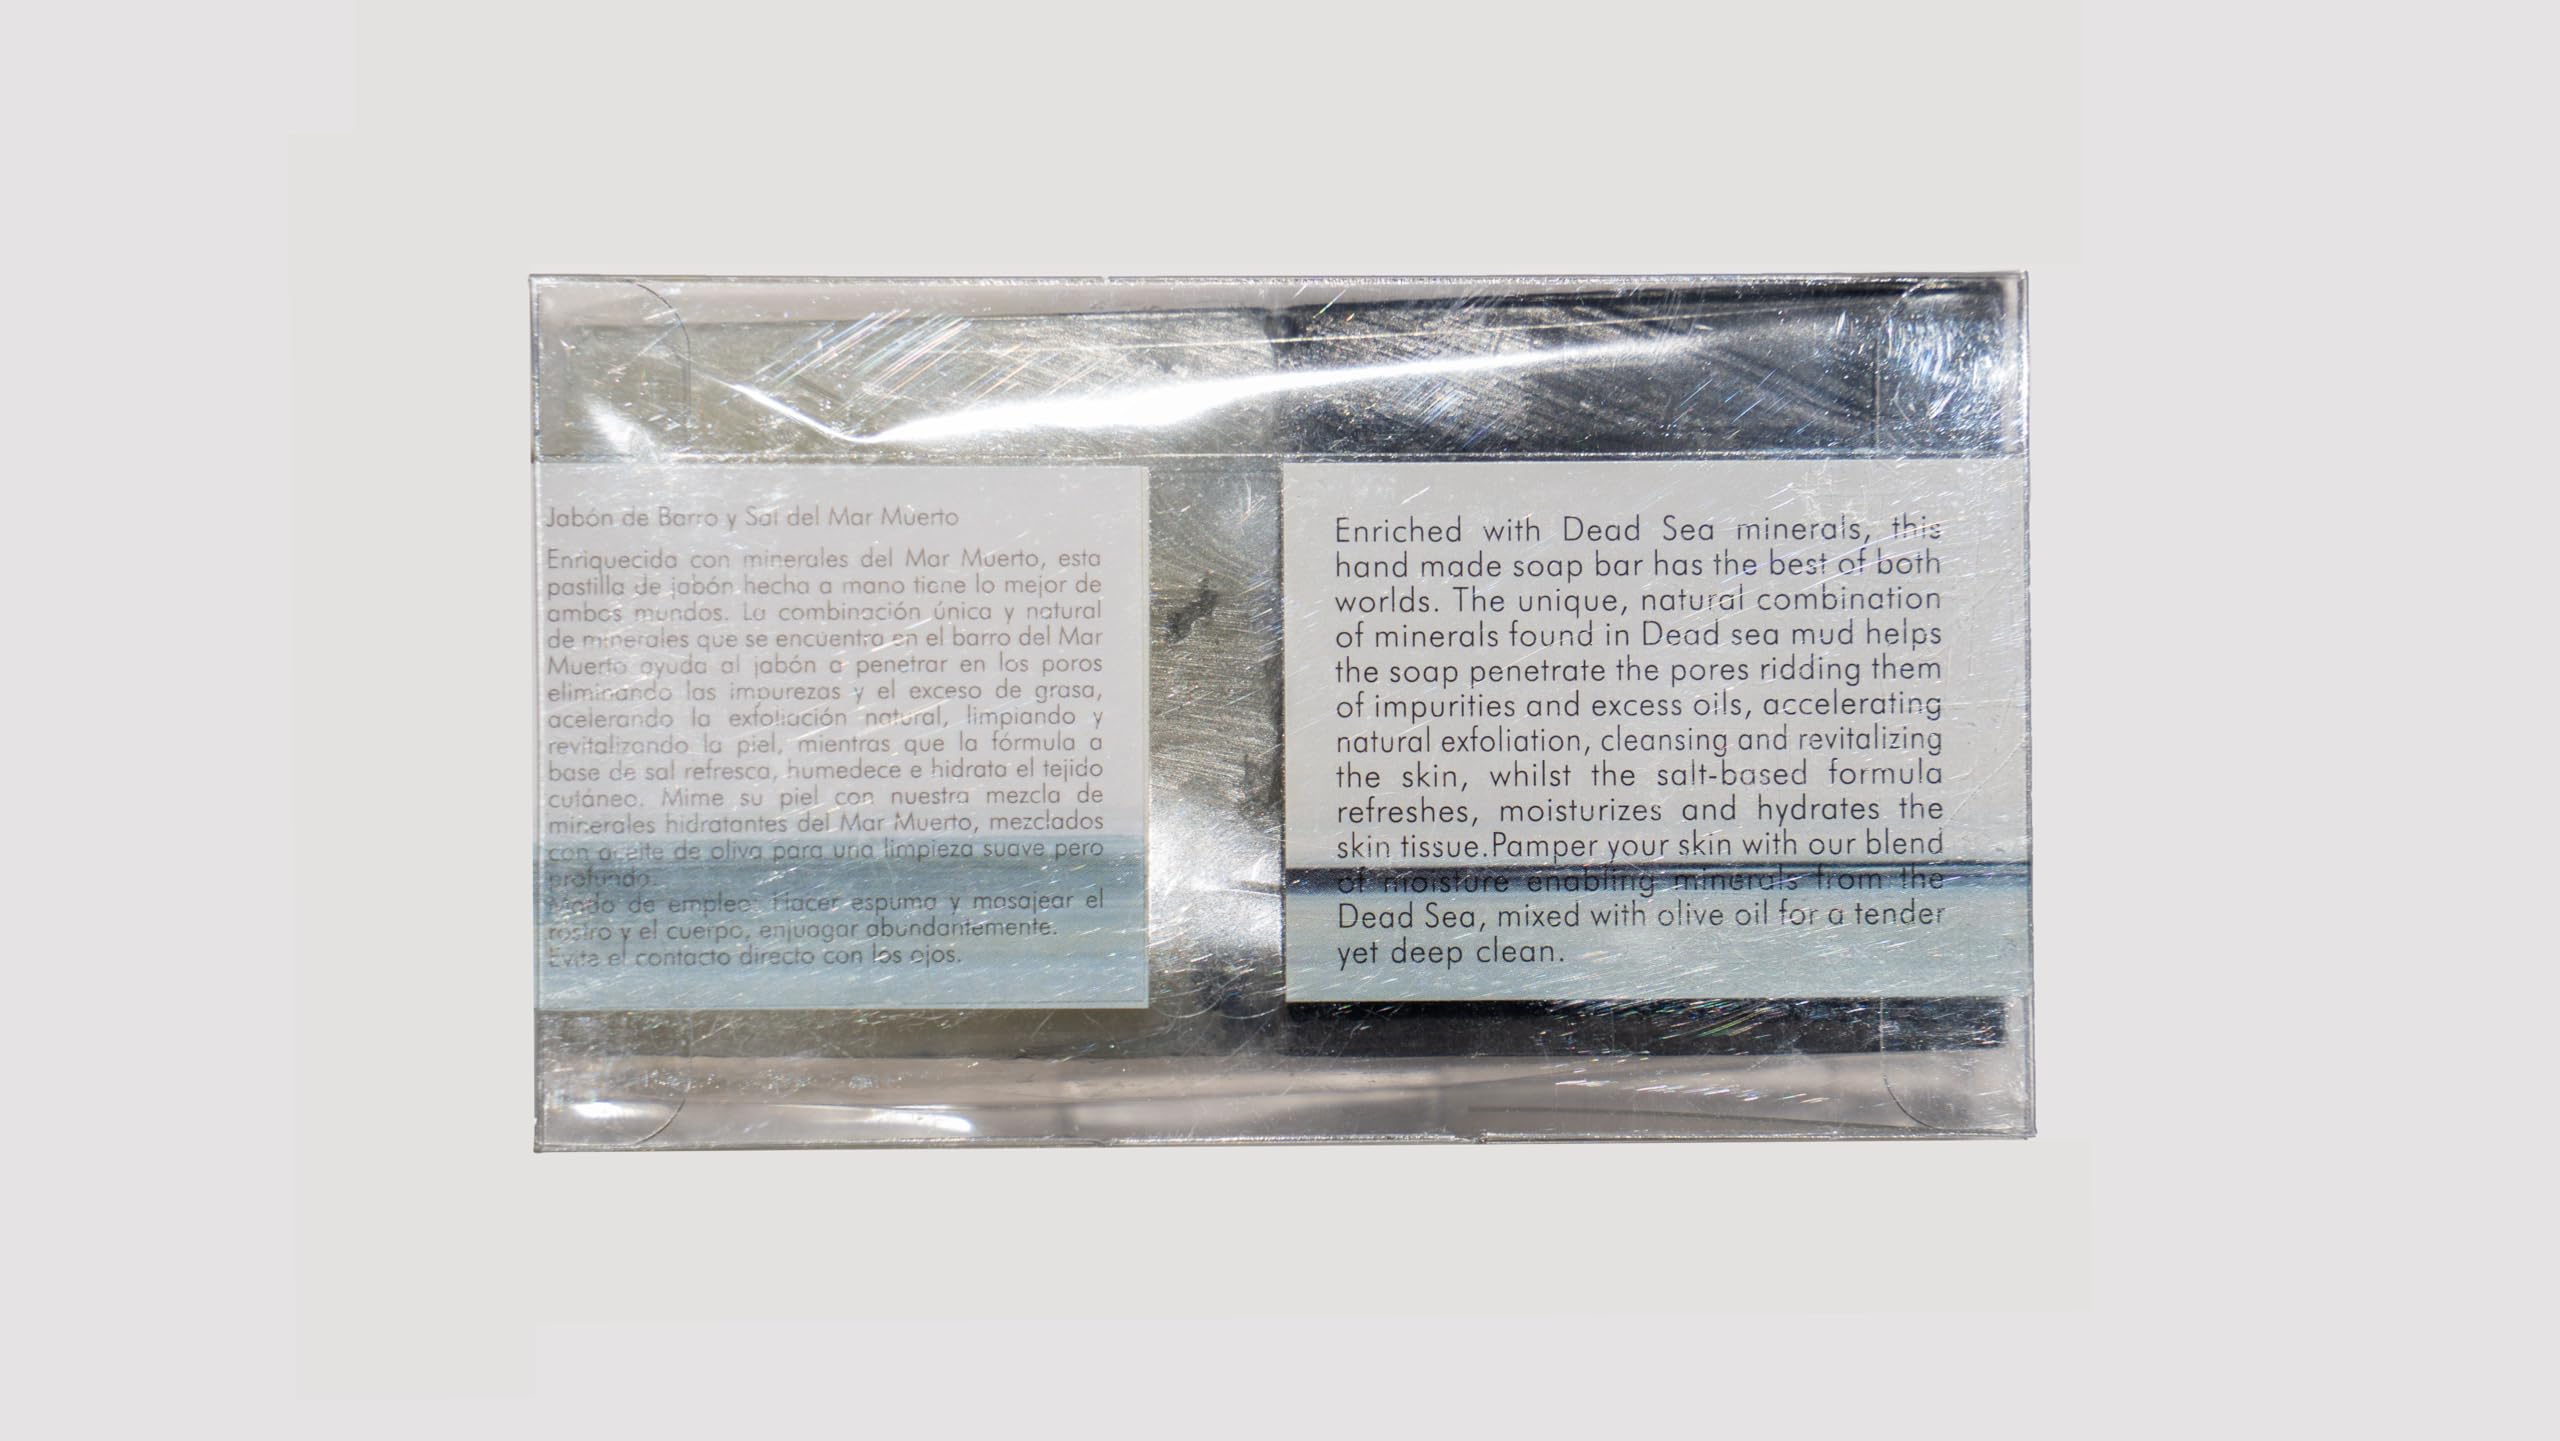 Jabón de Barro y Sal del Mar Muerto
Enriquecida con minerales del Mar Muerto, esta
pastilla de jabón hecha a mano tiene lo mejor de
ambos mundos. La combinación única y natural
de minerales que se encuentra en el barro del Mar
Muerto ayuda al jabón a penetrar en los poros
eliminando las impurezas y el exceso de grasa,
acelerando la exfoliación natural, limpiando y
revitalizando la piel, mientras que la fórmula a
base de sal refresca, humedece e hidrata el tejido
cutáneo. Mime su piel con nuestra mezcla de
minerales hidratantes del Mar Muerto, mezclados
con aceite de oliva para una limpieza suave pero
profunda.
Modo de empleo: Hacer espuma y masajear el
rostro y el cuerpo, enjuagar abundantemente.
Evite el contacto directo con los ojos.
Enriched with Dead Sea minerals, this
hand made soap bar has the best of both
worlds. The unique, natural combination
of minerals found in Dead sea mud helps
the soap penetrate the pores ridding them
of impurities and excess oils, accelerating
natural exfoliation, cleansing and revitalizing
the skin, whilst the salt-based formula
refreshes, moisturizes and hydrates the
skin tissue.Pamper your skin with our blend
of moisture enabling minerals from the
Dead Sea, mixed with olive oil for a tender
yet deep clean.